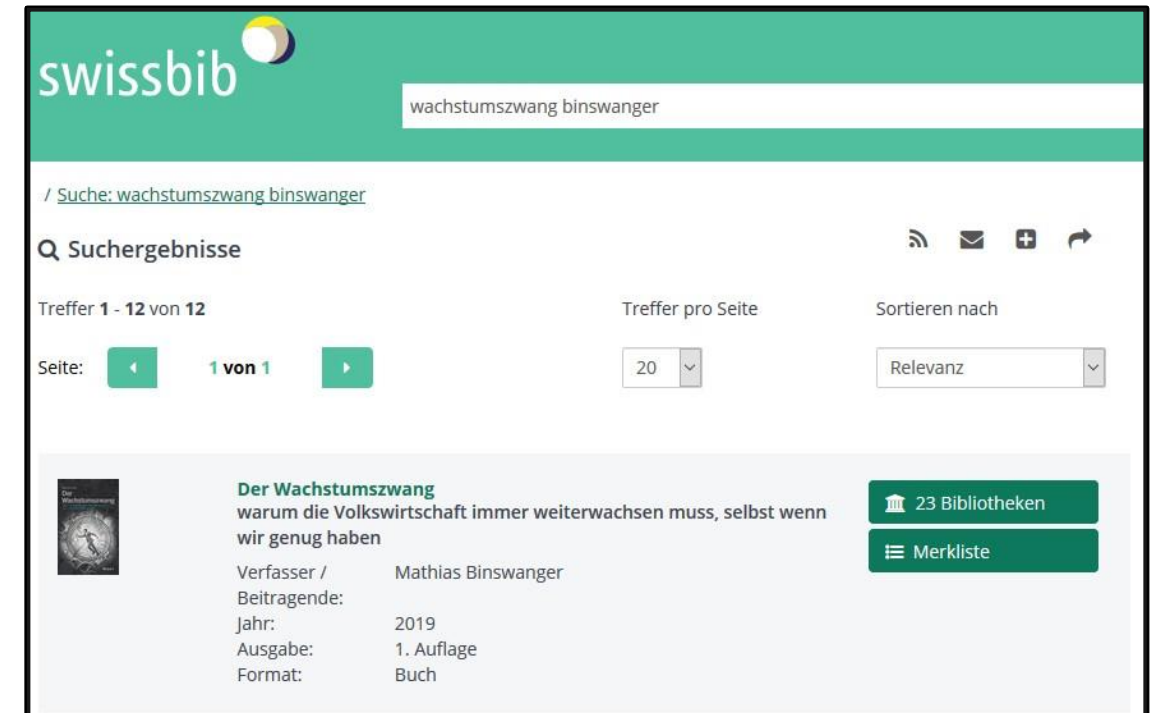 swissbib
wachstumszwang binswanger
/ Suche: wachstumszwang binswanger
Suchergebnisse
Treffer 1 - 12 von 12
Treffer pro Seite
Sortieren nach
Seite:
1 von 1
20
Relevanz
Der Wachstumszwang
warum die Volkswirtschaft immer weiterwachsen muss, selbst wenn
wir genug haben
23 Bibliotheken
Merkliste
Verfasser / Mathias Binswanger
Beitragende:
Jahr: 2019
Ausgabe: 1. Auflage
Format: Buch